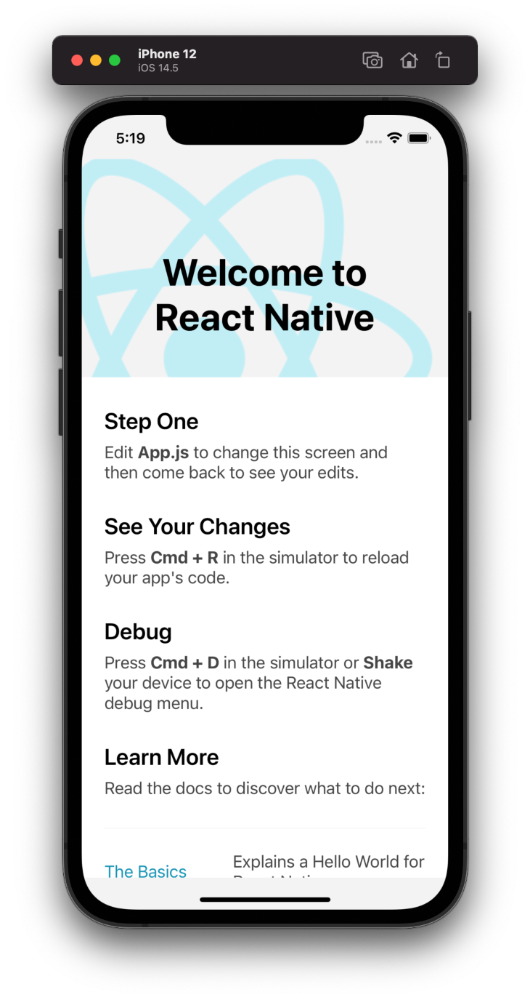 iPhone 12
iOS 14.5
5:19
Welcome to
React Native
Step One
Edit App.js to change this screen and
then come back to see your edits.
See Your Changes
Press Cmd + R in the simulator to reload
your app's code.
Debug
Press Cmd + D in the simulator or Shake
your device to open the React Native
debug menu.
Learn More
Read the docs to discover what to do next:
The Basics
Explains a Hello World for